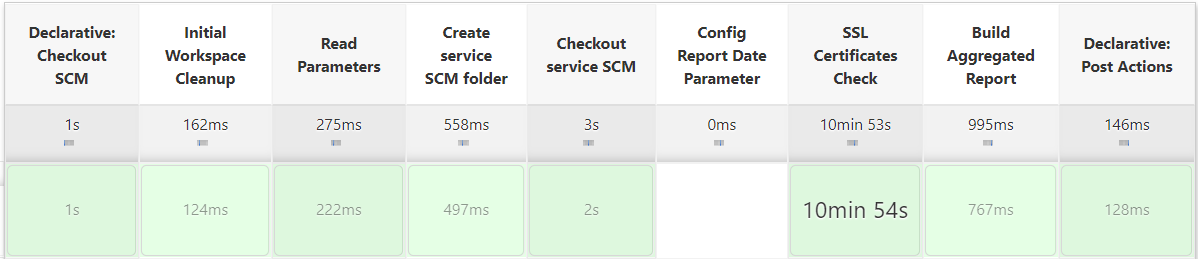 Declarative:
Checkout
SCM
Initial
Workspace
Cleanup
Read
Parameters
Create
service
SCM folder
Checkout
service SCM
Config
Report Date
Parameter
SSL
Certificates
Check
Build
Aggregated
Report
Declarative:
Post Actions
1s
162ms
275ms
558ms
3s
0ms
10min 53s
995ms
146ms
1s
124ms
222ms
497ms
2s
10min 54s
767ms
128ms